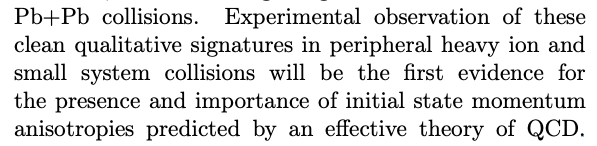 Pb+Pb collisions. Experimental observation of these
clean qualitative signatures in peripheral heavy ion and
small system collisions will be the first evidence for
the presence and importance of initial state momentum
anisotropies predicted by an effective theory of QCD.